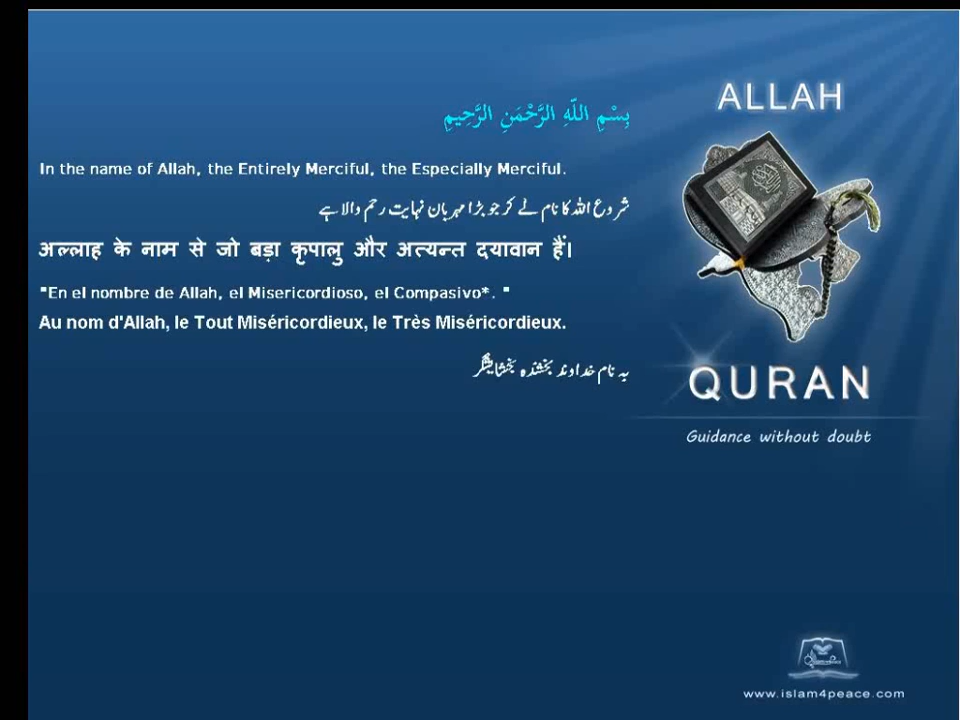 بِسْمِ اللّهِ الرَّحْمَنِ الرَّحِيمِ
In the name of Allah, the Entirely Merciful, the Especially Merciful.
شروع الله کا نام لے کر جو بڑا مہربان نہایت رحم والا ہے
अल्लाह के नाम से जो बड़ा कृपालु और अत्यन्त दयावान हैं।
"En el nombre de Allah, el Misericordioso, el Compasivo*. "
Au nom d'Allah, le Tout Miséricordieux, le Très Miséricordieux.
به نام خداوند بخشنده بخشایشگر
ALLAH
QURAN
Guidance without doubt
www.islam4peace.com